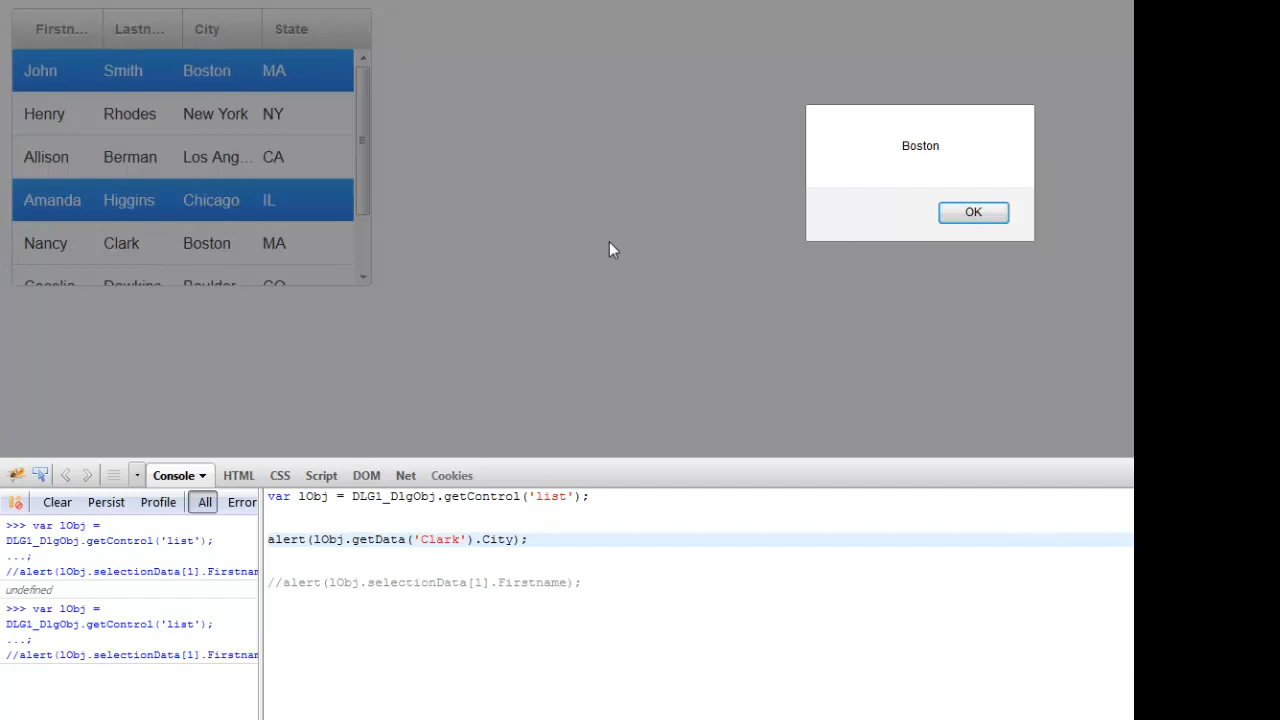 Firstn... Lastn... City State
John Smith Boston MA
Henry Rhodes New York NY
Allison Berman Los Ang... CA
Amanda Higgins Chicago IL
Nancy Clark Boston MA
Boston
OK
Console HTML CSS Script DOM Net Cookies
Clear Persist Profile All Error
>>> var lObj =
DLG1_DlgObj.getControl('list');
...;
//alert(lObj.selectionData[1].Firstnam
undefined
>>> var lObj =
DLG1_DlgObj.getControl('list');
...;
//alert(lObj.selectionData[1].Firstnam
var lObj = DLG1_DlgObj.getControl('list');
alert(lObj.getData('Clark').City);
//alert(lObj.selectionData[1].Firstname);